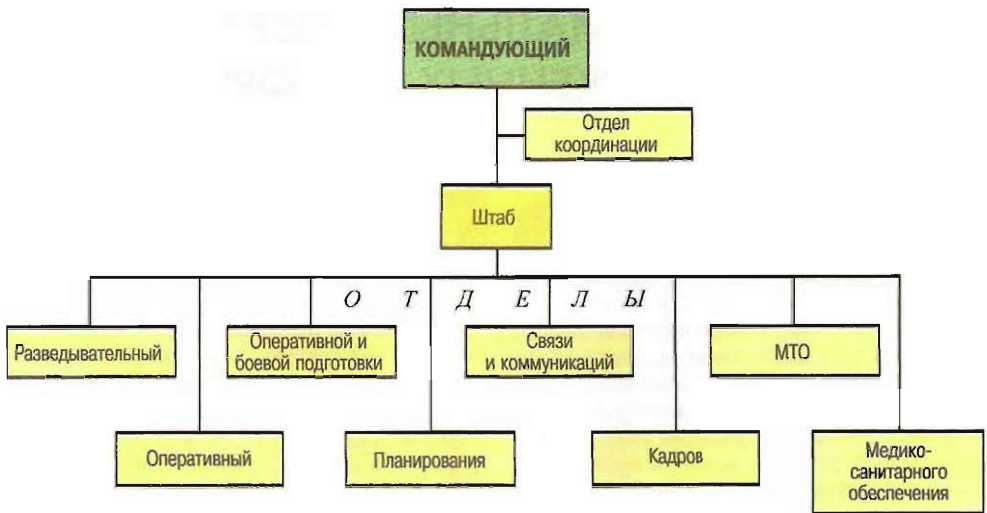 КОМАНДУЮЩИЙ
Отдел
координации
Штаб
О Т Д Е Л Ы
Разведывательный
Оперативной и
боевой подготовки
Связи
и коммуникаций
МТО
Оперативный
Планирования
Кадров
Медико-
санитарного
обеспечения